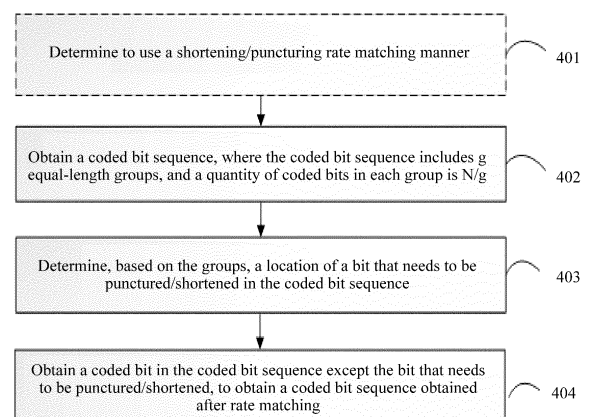 Determine to use a shortening/puncturing rate matching manner
401
Obtain a coded bit sequence, where the coded bit sequence includes g
equal-length groups, and a quantity of coded bits in each group is N/g
402
Determine, based on the groups, a location of a bit that needs to be
punctured/shortened in the coded bit sequence
403
Obtain a coded bit in the coded bit sequence except the bit that needs
to be punctured/shortened, to obtain a coded bit sequence obtained
after rate matching
404